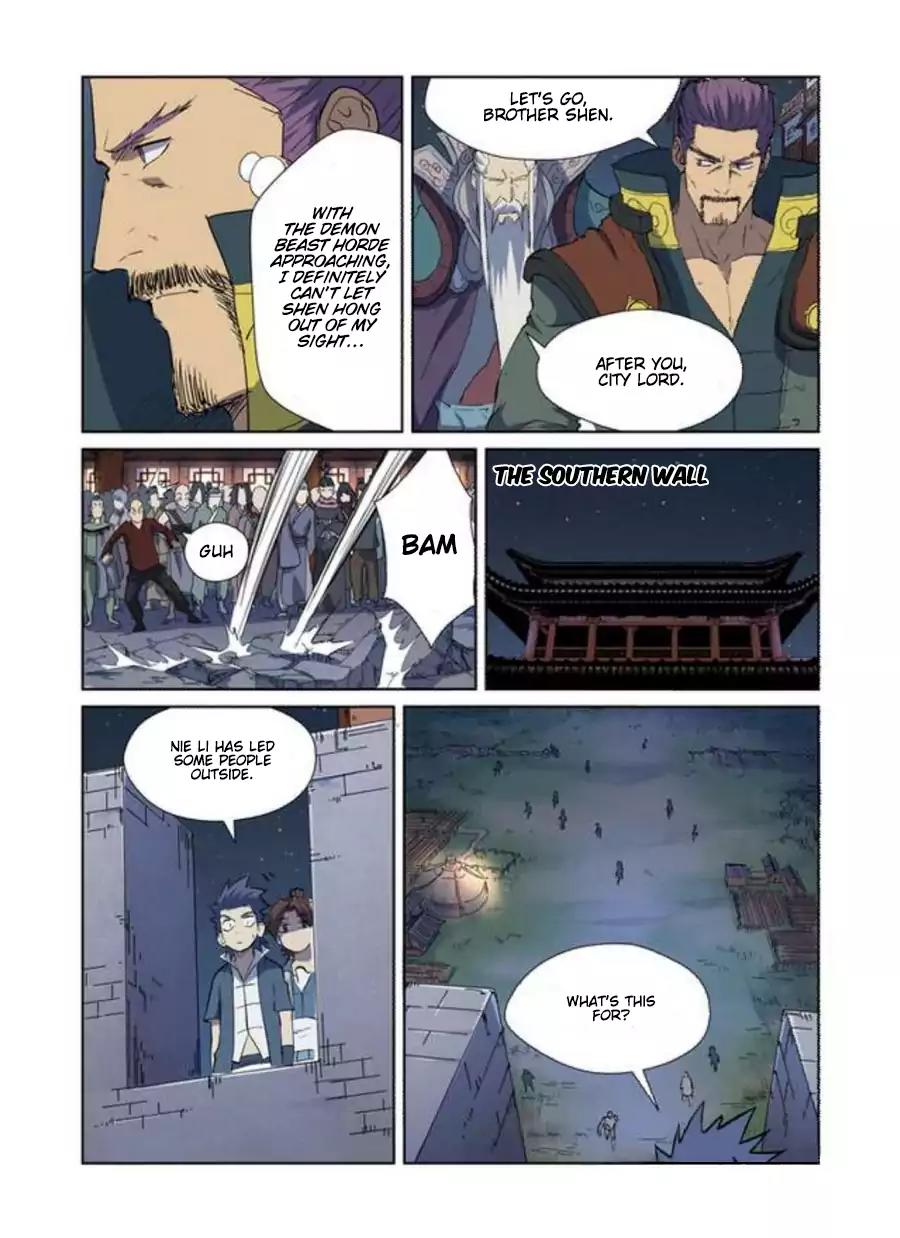 LET'S GO,
BROTHER SHEN.
AFTER YOU,
CITY LORD.
WITH
THE DEMON
BEAST HORDE
APPROACHING,
I DEFINITELY
CAN'T LET
SHEN HONG
OUT OF MY
SIGHT...
THE SOUTHERN WALL
BAM
GUH
WHAT'S THIS
FOR?
NIE LI HAS LED
SOME PEOPLE
OUTSIDE.